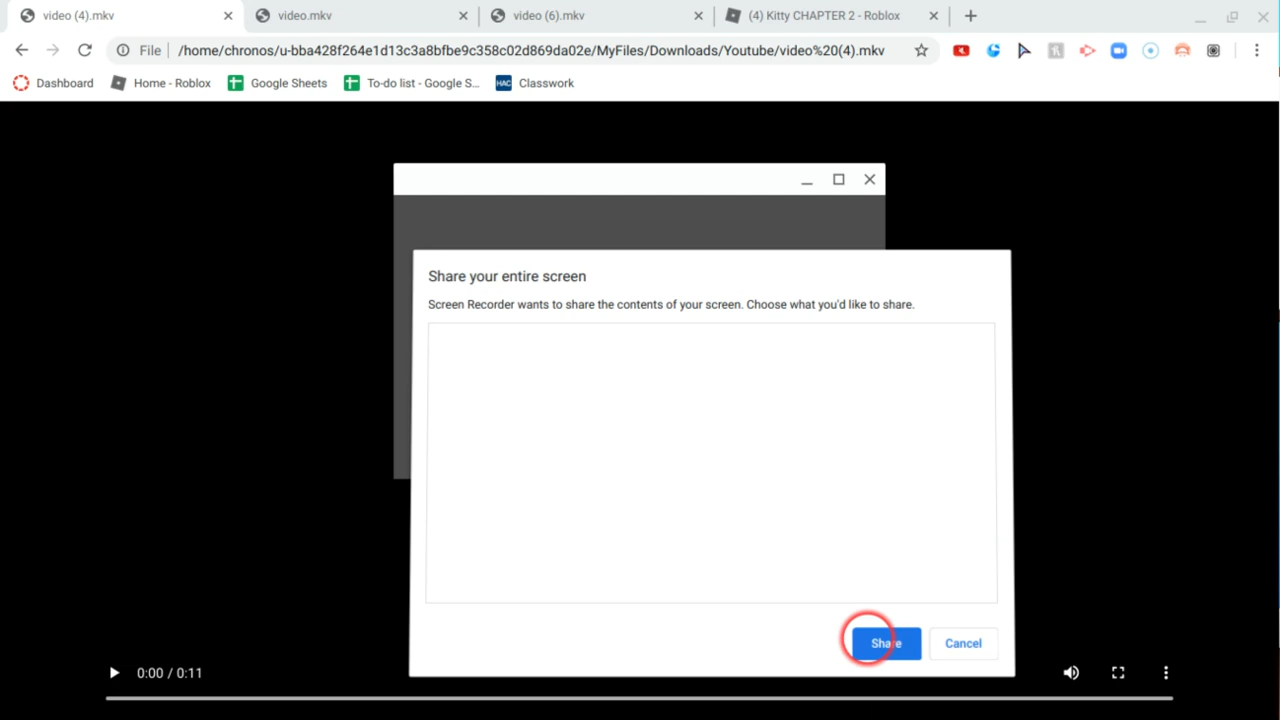 video (4).mkv
video.mkv
video (6).mkv
(4) Kitty CHAPTER 2 - Roblox
File
/home/chronos/u-bba428f264e1d13c3a8bfbe9c358c02d869da02e/MyFiles/Downloads/Youtube/video%20(4).mkv
Dashboard
Home - Roblox
Google Sheets
To-do list - Google S...
HAC
Classwork
Share your entire screen
Screen Recorder wants to share the contents of your screen. Choose what you'd like to share.
Share
Cancel
0:00 / 0:11